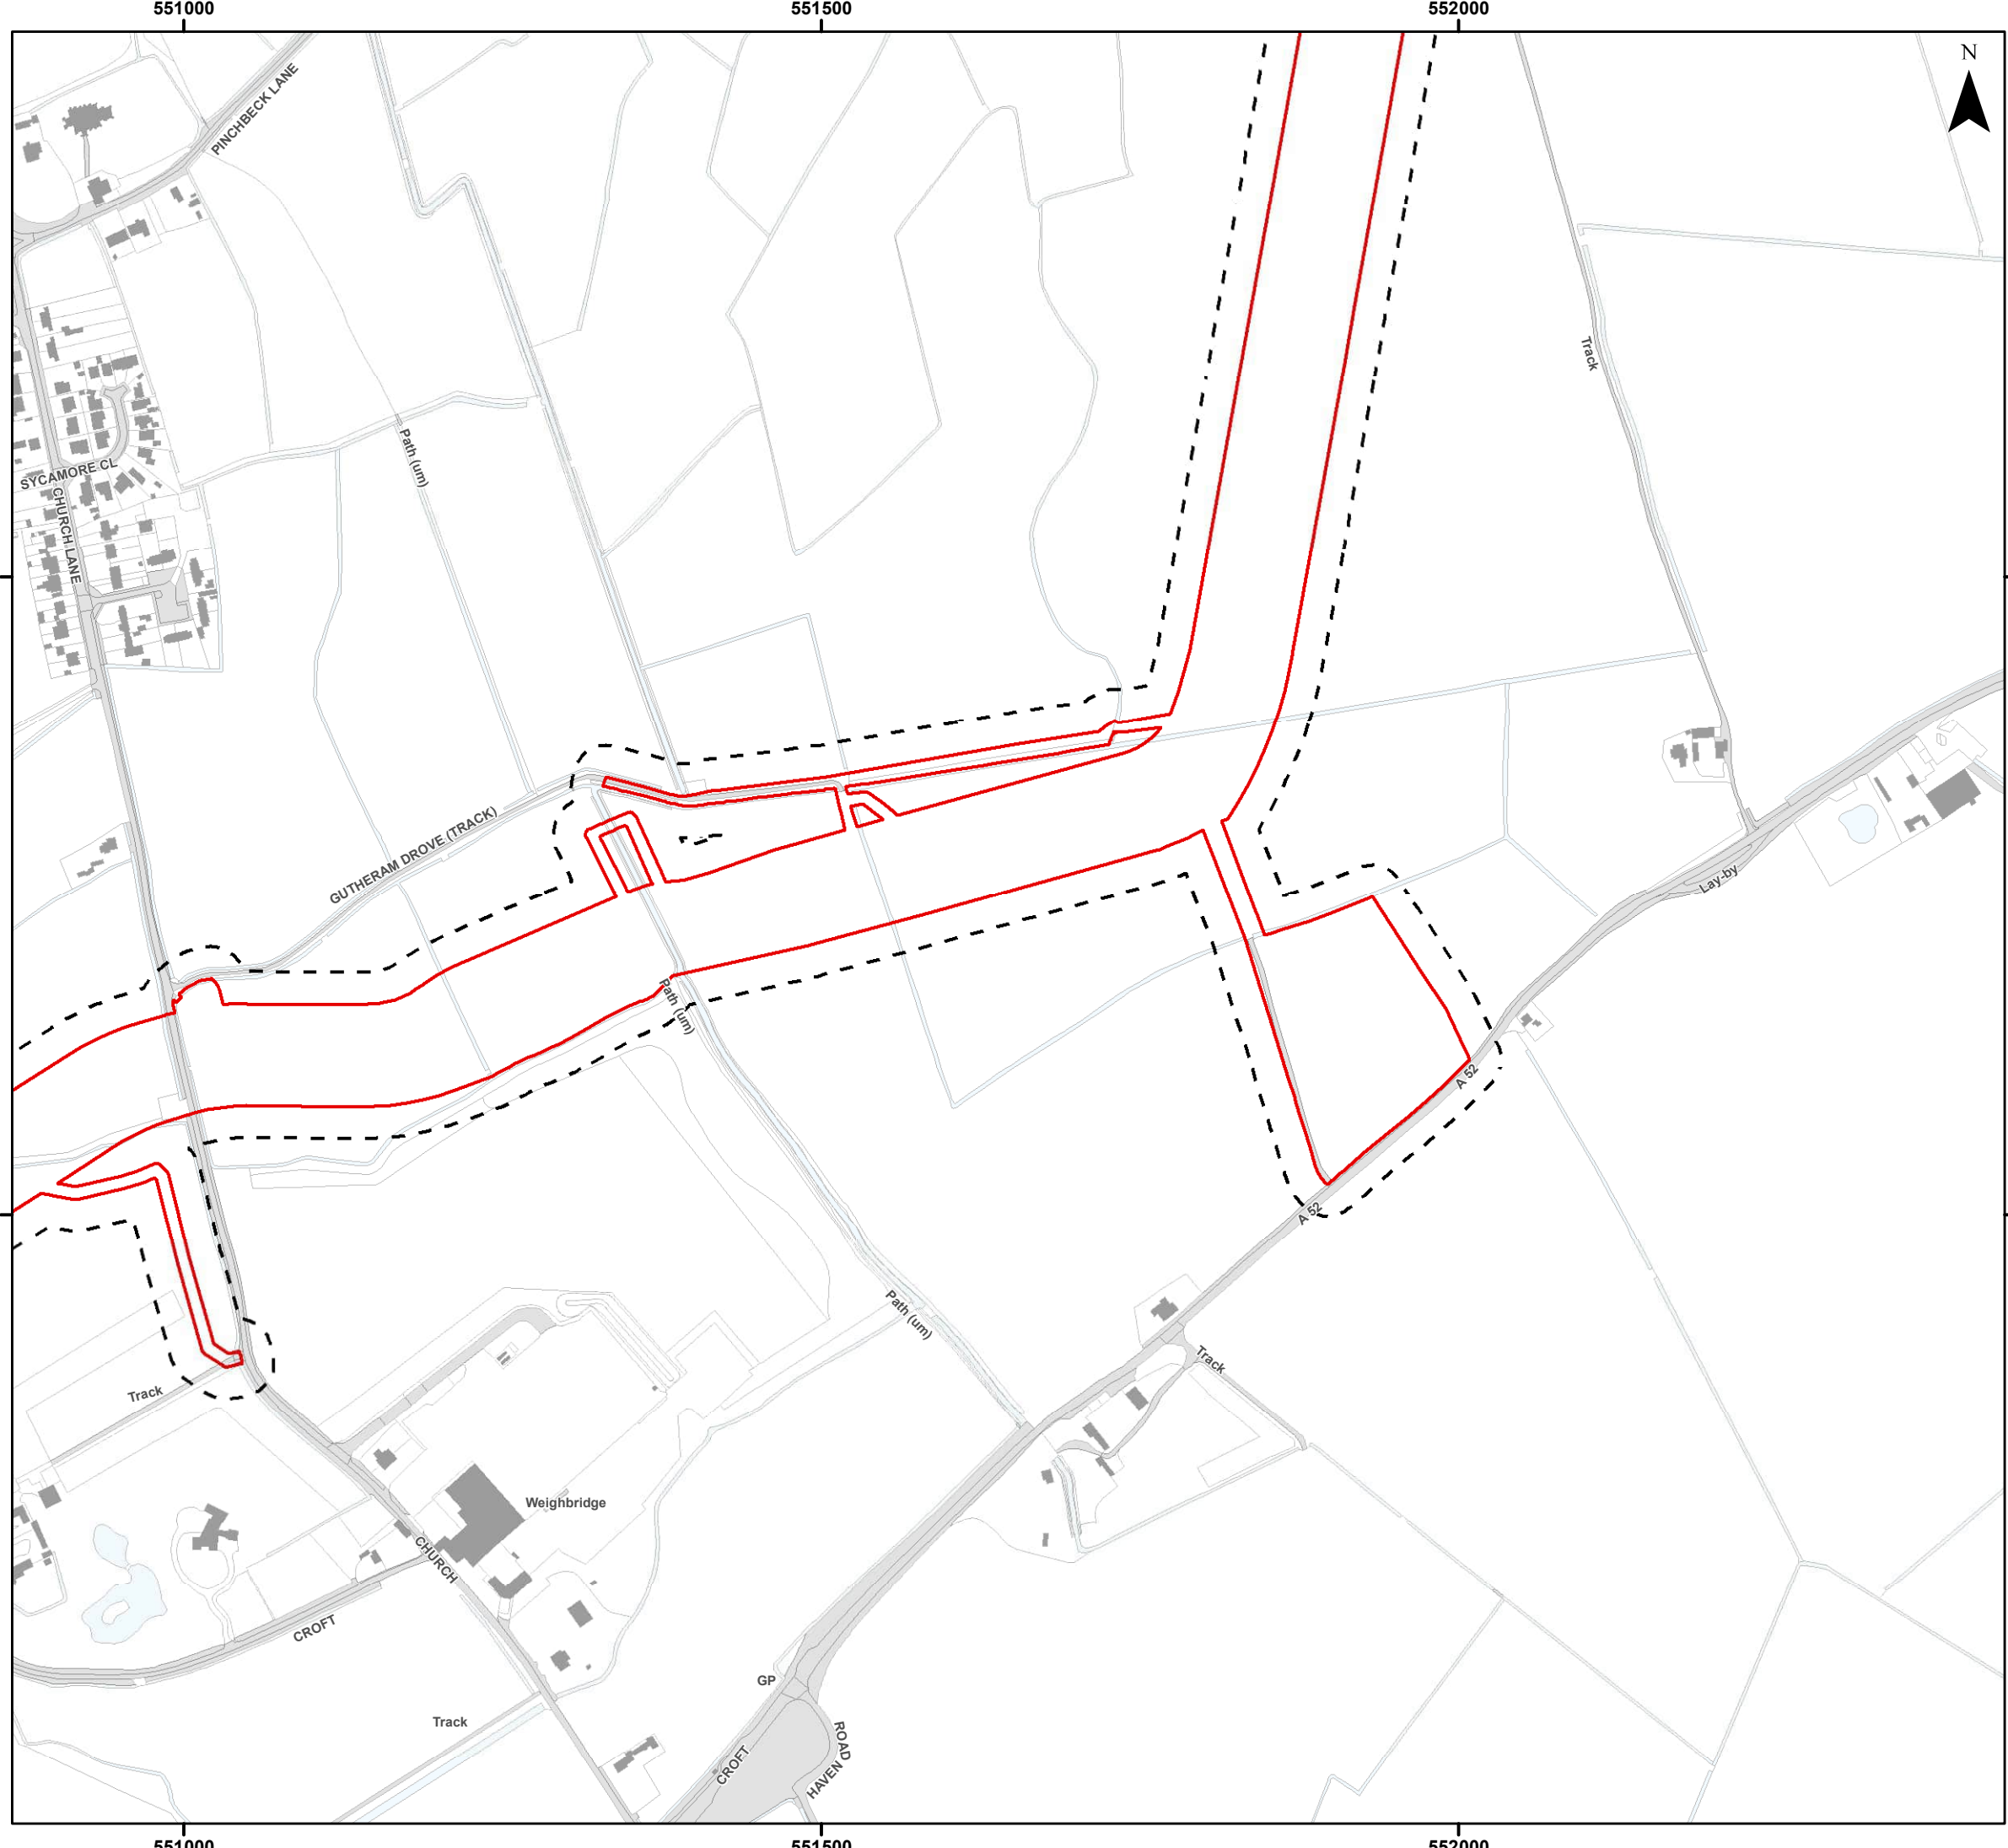 551000
551500
552000
N
PINCHBECK LANE
Track
Path (um)
SYCAMORE CL
CHURCH LANE
GUTHERAM DROVE (TRACK)
Lay-by
Path (um)
A 52
A 52
Path (um)
Track
Track
Weighbridge
CHURCH
CROFT
GP
Track
ROAD
CROFT
HAVEN
551000
551500
552000